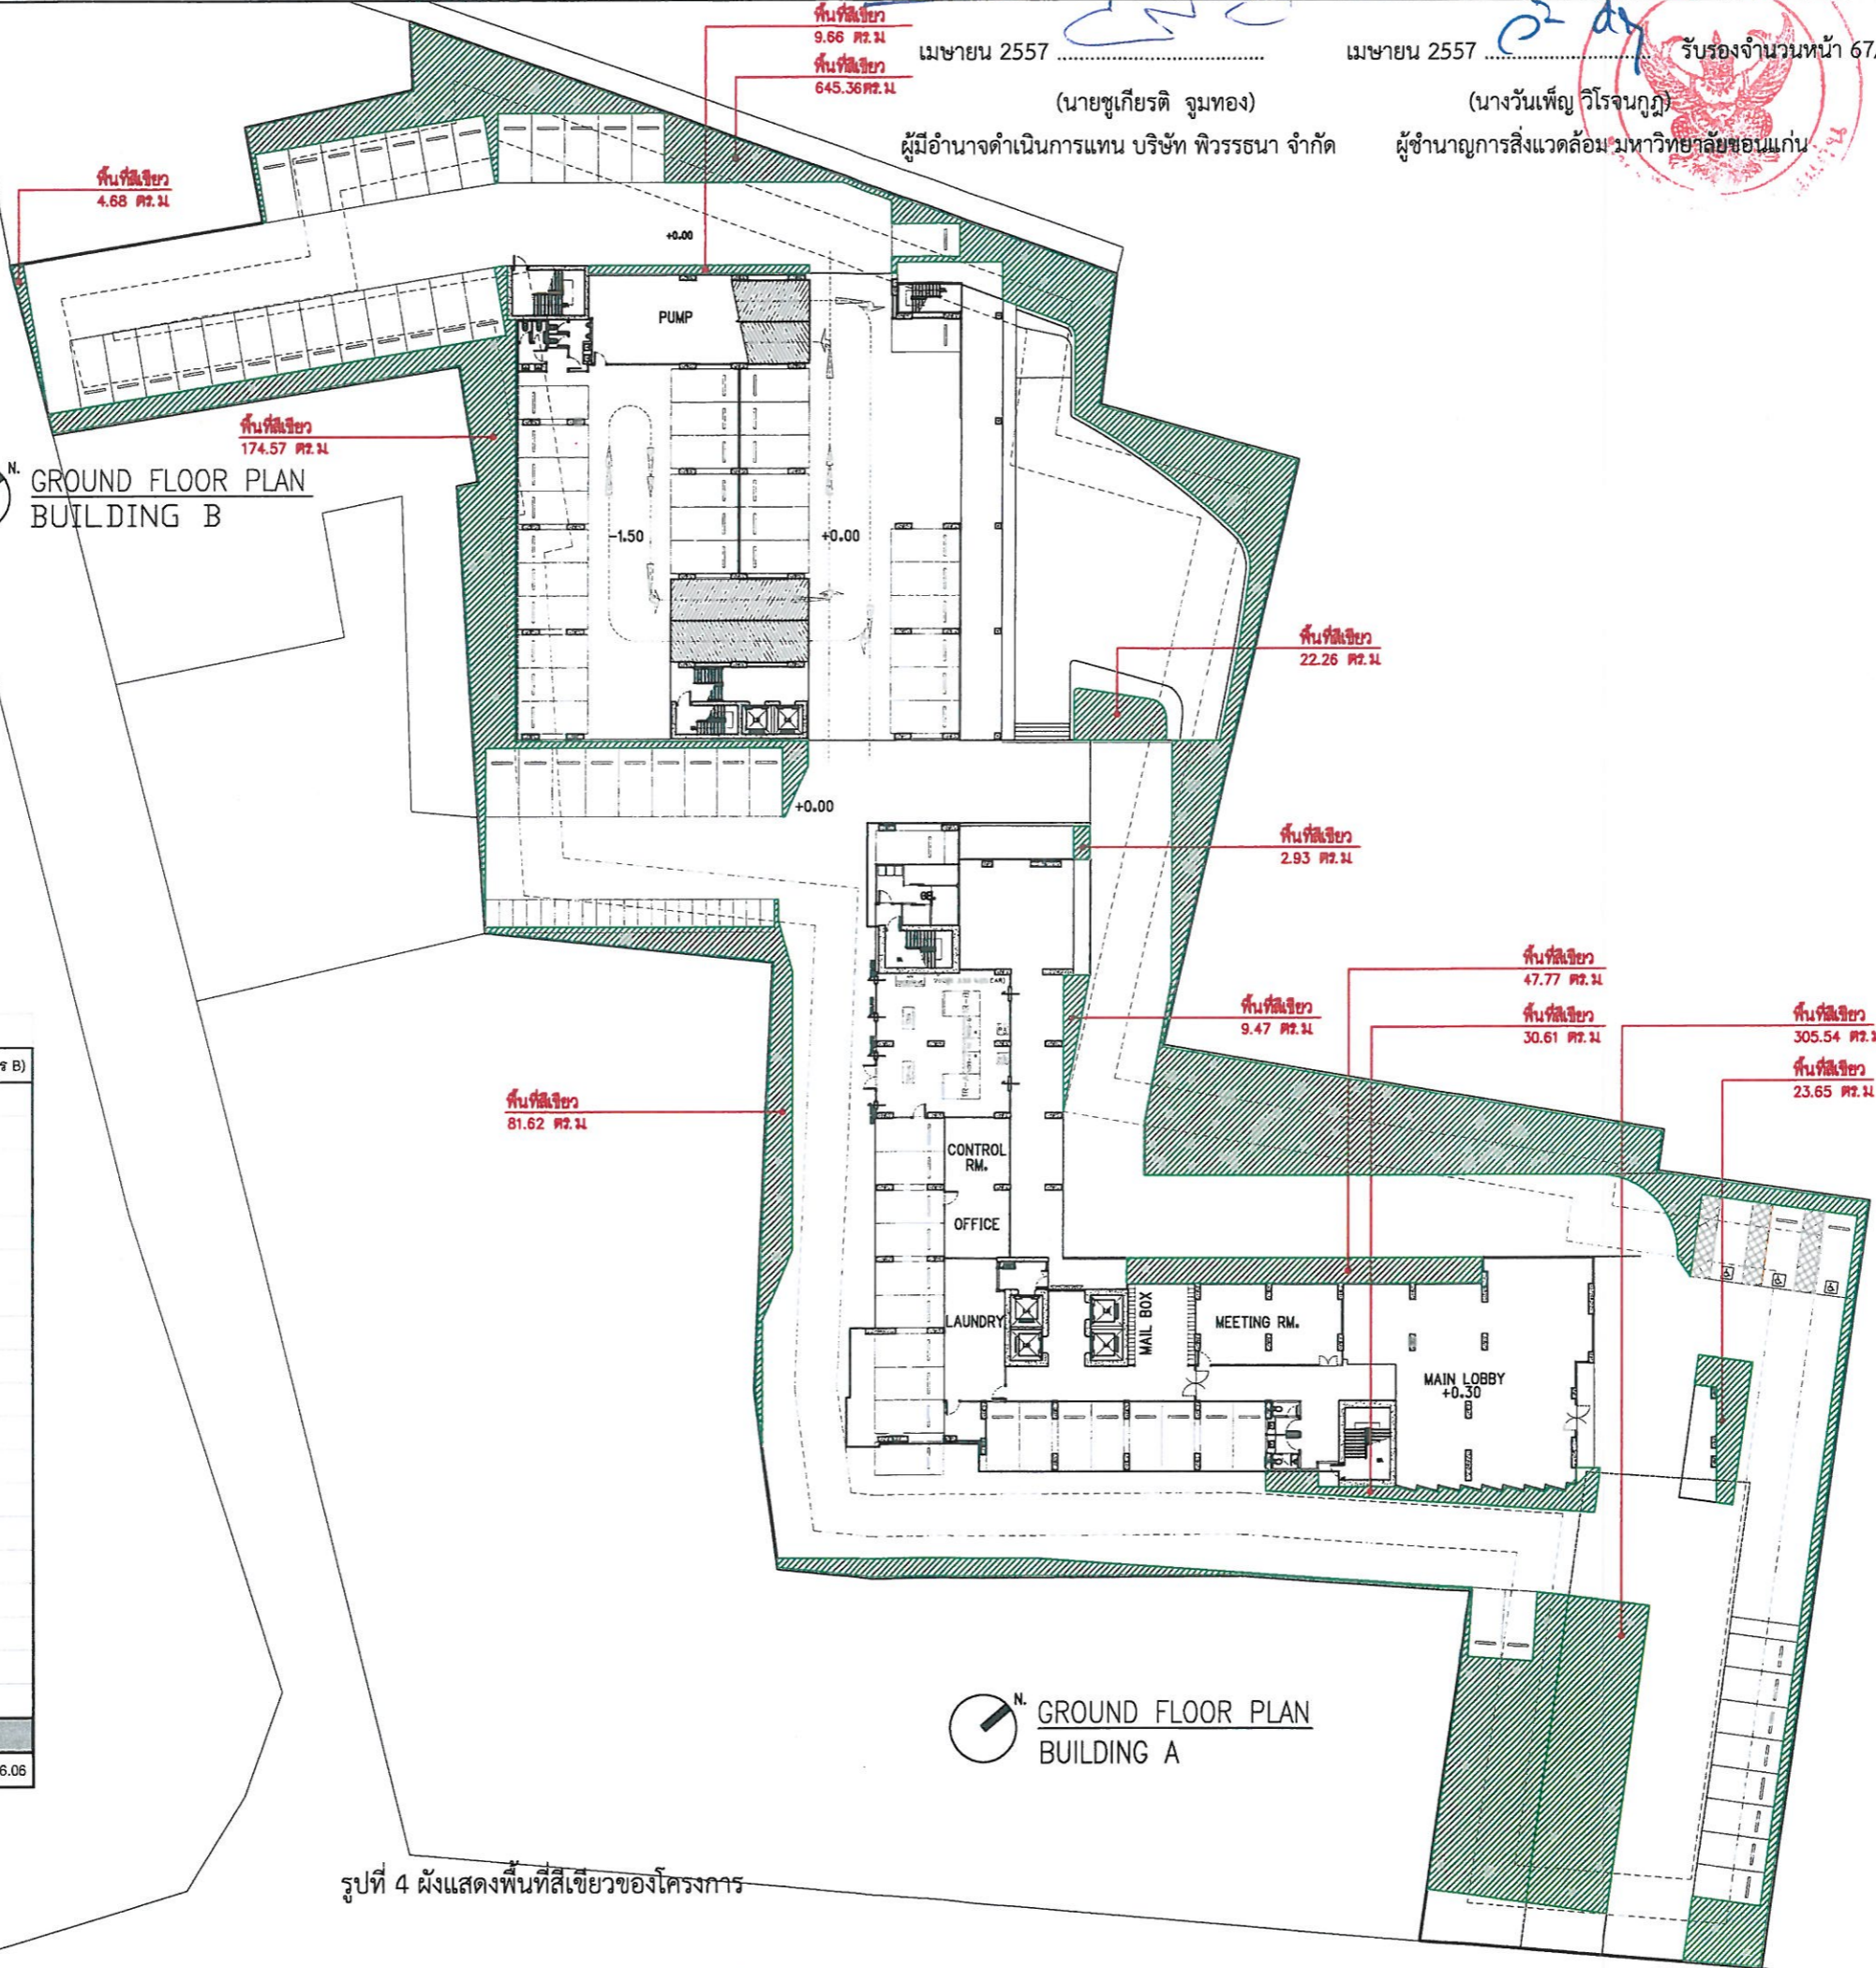 พื้นที่สีเขียว
9.66 ตร.ม
พื้นที่สีเขียว
645.36ตร.ม
เมษายน 2557
(นายชูเกียรติ จูมทอง)
ผู้มีอำนาจดำเนินการแทน บริษัท พิวรรธนา จำกัด
เมษายน 2557
รับรองจำนวนหน้า 67
(นางวันเพ็ญ วิโรจนกูฏ)
ผู้ชำนาญการสิ่งแวดล้อม มหาวิทยาลัยขอนแก่น
พื้นที่สีเขียว
4.68 ตร.ม
+0.00
PUMP
พื้นที่สีเขียว
174.57 ตร.ม
N.
GROUND FLOOR PLAN
BUILDING B
-1.50
+0.00
พื้นที่สีเขียว
22.26 ตร.ม
+0.00
พื้นที่สีเขียว
2.93 ตร.ม
พื้นที่สีเขียว
47.77 ตร.ม
พื้นที่สีเขียว
9.47 ตร.ม
พื้นที่สีเขียว
30.61 ตร.ม
พื้นที่สีเขียว
305.54 ตร.ม
พื้นที่สีเขียว
23.65 ตร.ม
ร B)
พื้นที่สีเขียว
81.62 ตร.ม
CONTROL
RM.
OFFICE
LAUNDRY
MAIL BOX
MEETING RM.
MAIN LOBBY
+0.30
N.
GROUND FLOOR PLAN
BUILDING A
6.06
รูปที่ 4 ผังแสดงพื้นที่สีเขียวของโครงการ